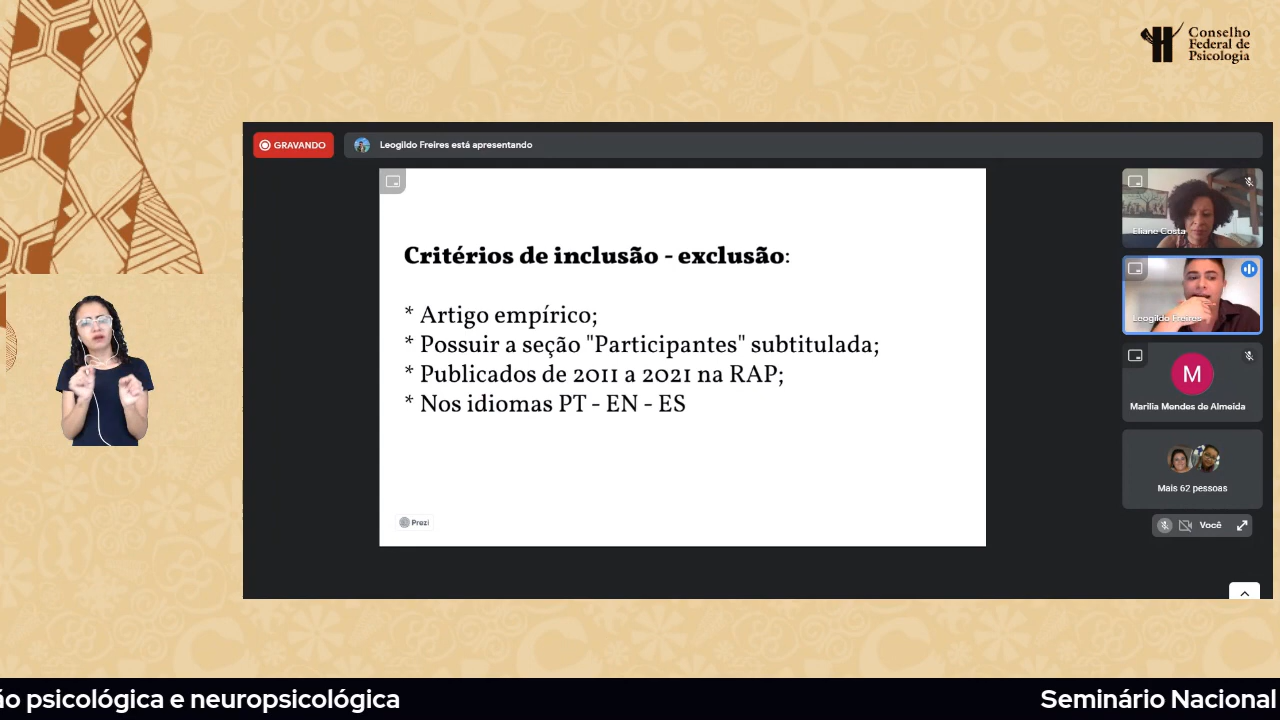 Conselho
Federal de
Psicologia
GRAVANDO
Leogildo Freires está apresentando
Critérios de inclusão - exclusão:
* Artigo empírico;
* Possuir a seção "Participantes" subtitulada;
* Publicados de 2011 a 2021 na RAP;
* Nos idiomas PT - EN - ES
Prezi
Eliane Costa
Leogildo Freires
M
Marilia Mendes de Almeida
Mais 62 pessoas
Você
ão psicológica e neuropsicológica
Seminário Nacional